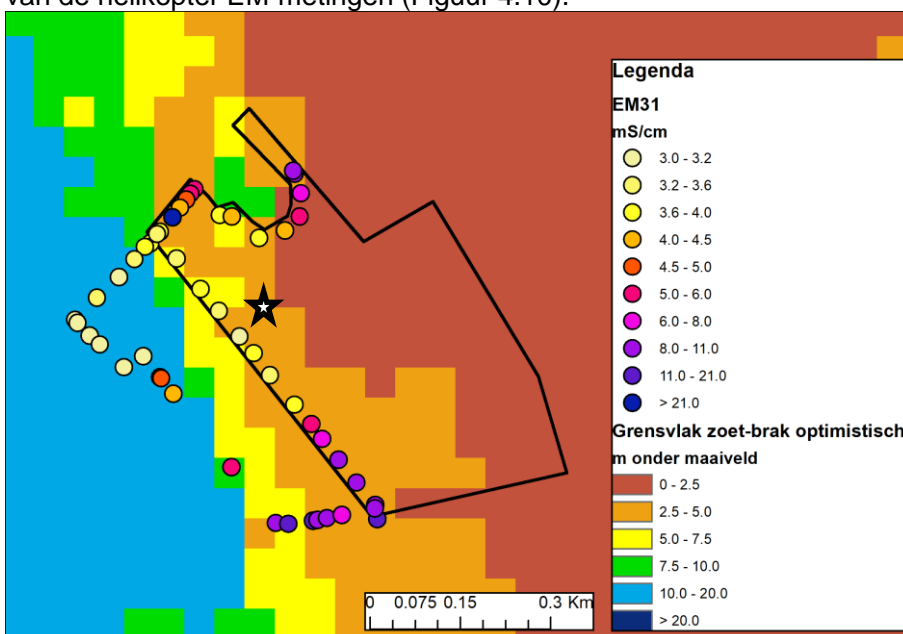 van de helikopter EM metingen (Figuur 4.16).
Legenda
EM31
mS/cm
3.0 - 3.2
3.2 - 3.6
3.6 - 4.0
4.0 - 4.5
4.5 - 5.0
5.0 - 6.0
6.0 - 8.0
8.0 - 11.0
11.0 - 21.0
> 21.0
Grensvlak zoet-brak optimistisch
m onder maaiveld
0 - 2.5
2.5 - 5.0
5.0 - 7.5
7.5 - 10.0
10.0 - 20.0
> 20.0
0 0.075 0.15 0.3 Km